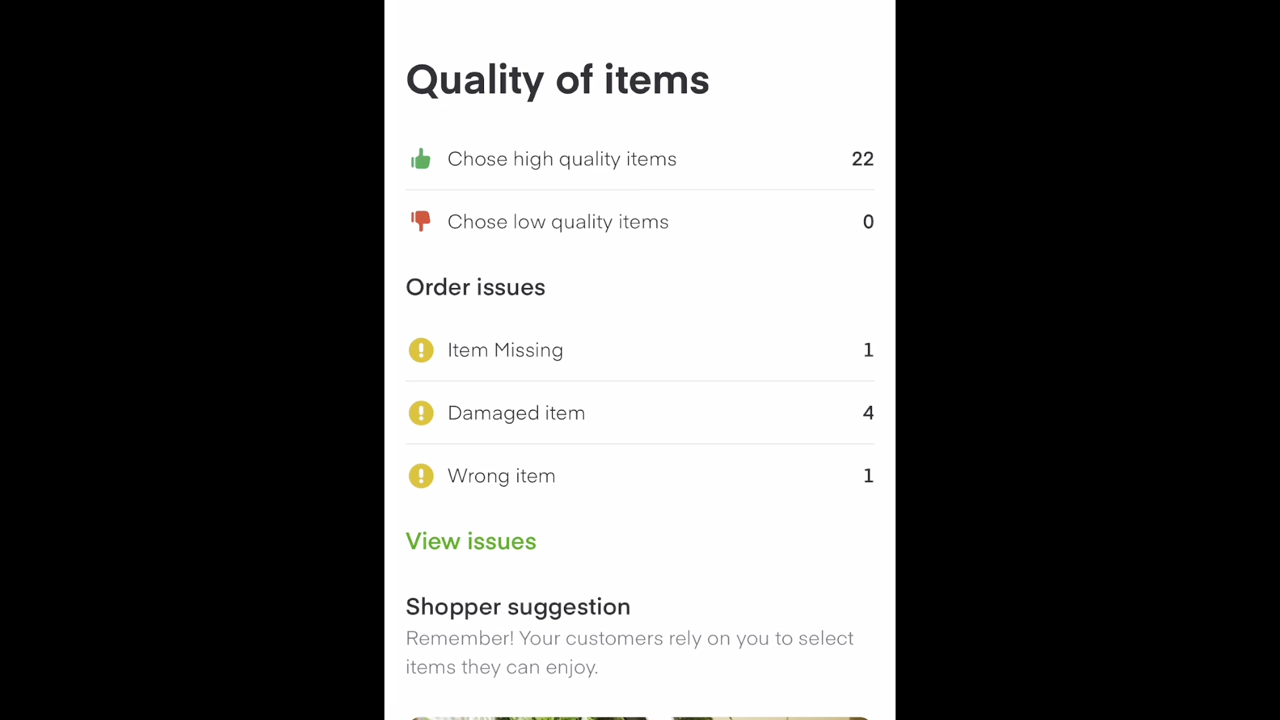 Quality of items
Chose high quality items 22
Chose low quality items 0
Order issues
Item Missing 1
Damaged item 4
Wrong item 1
View issues
Shopper suggestion
Remember! Your customers rely on you to select
items they can enjoy.